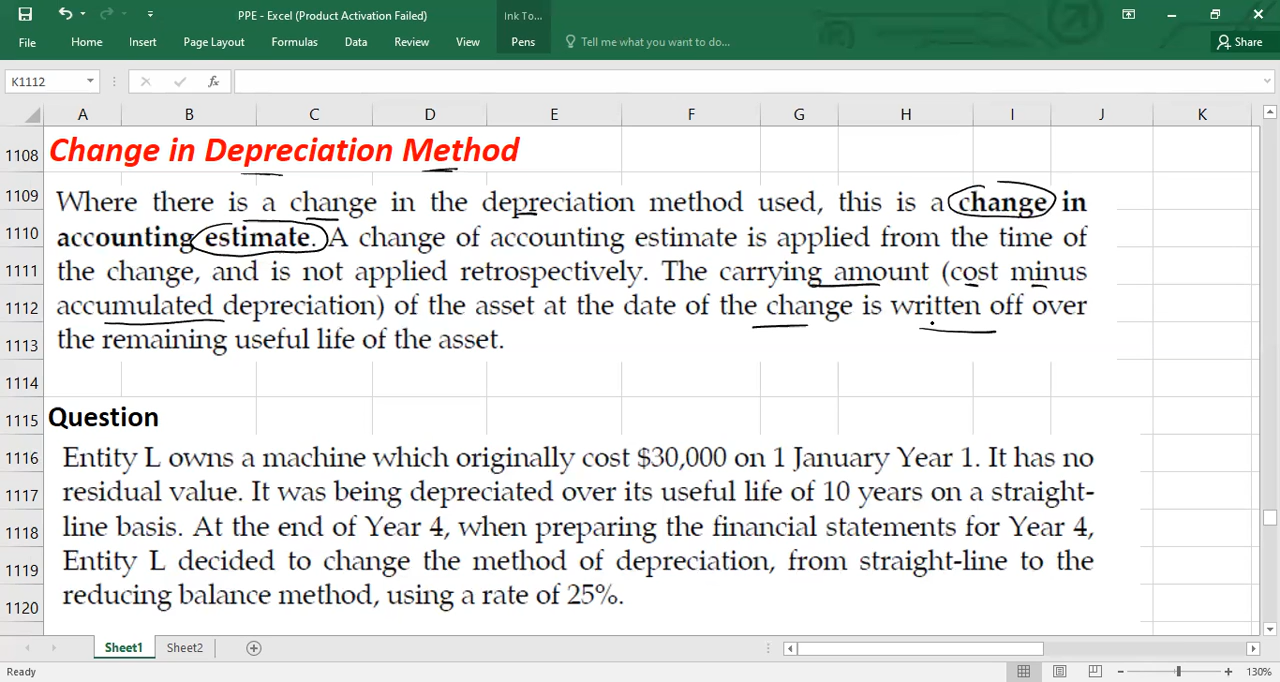 PPE - Excel (Product Activation Failed)
Ink To...
File Home Insert Page Layout Formulas Data Review View Pens Tell me what you want to do... Share
K1112 fx
A B C D E F G H I J K
1108 Change in Depreciation Method
1109 Where there is a change in the depreciation method used, this is a change in
1110 accounting estimate. A change of accounting estimate is applied from the time of
1111 the change, and is not applied retrospectively. The carrying amount (cost minus
1112 accumulated depreciation) of the asset at the date of the change is written off over
1113 the remaining useful life of the asset.
1114
1115 Question
1116 Entity L owns a machine which originally cost $30,000 on 1 January Year 1. It has no
1117 residual value. It was being depreciated over its useful life of 10 years on a straight-
1118 line basis. At the end of Year 4, when preparing the financial statements for Year 4,
1119 Entity L decided to change the method of depreciation, from straight-line to the
1120 reducing balance method, using a rate of 25%.
Sheet1 Sheet2
Ready 130%